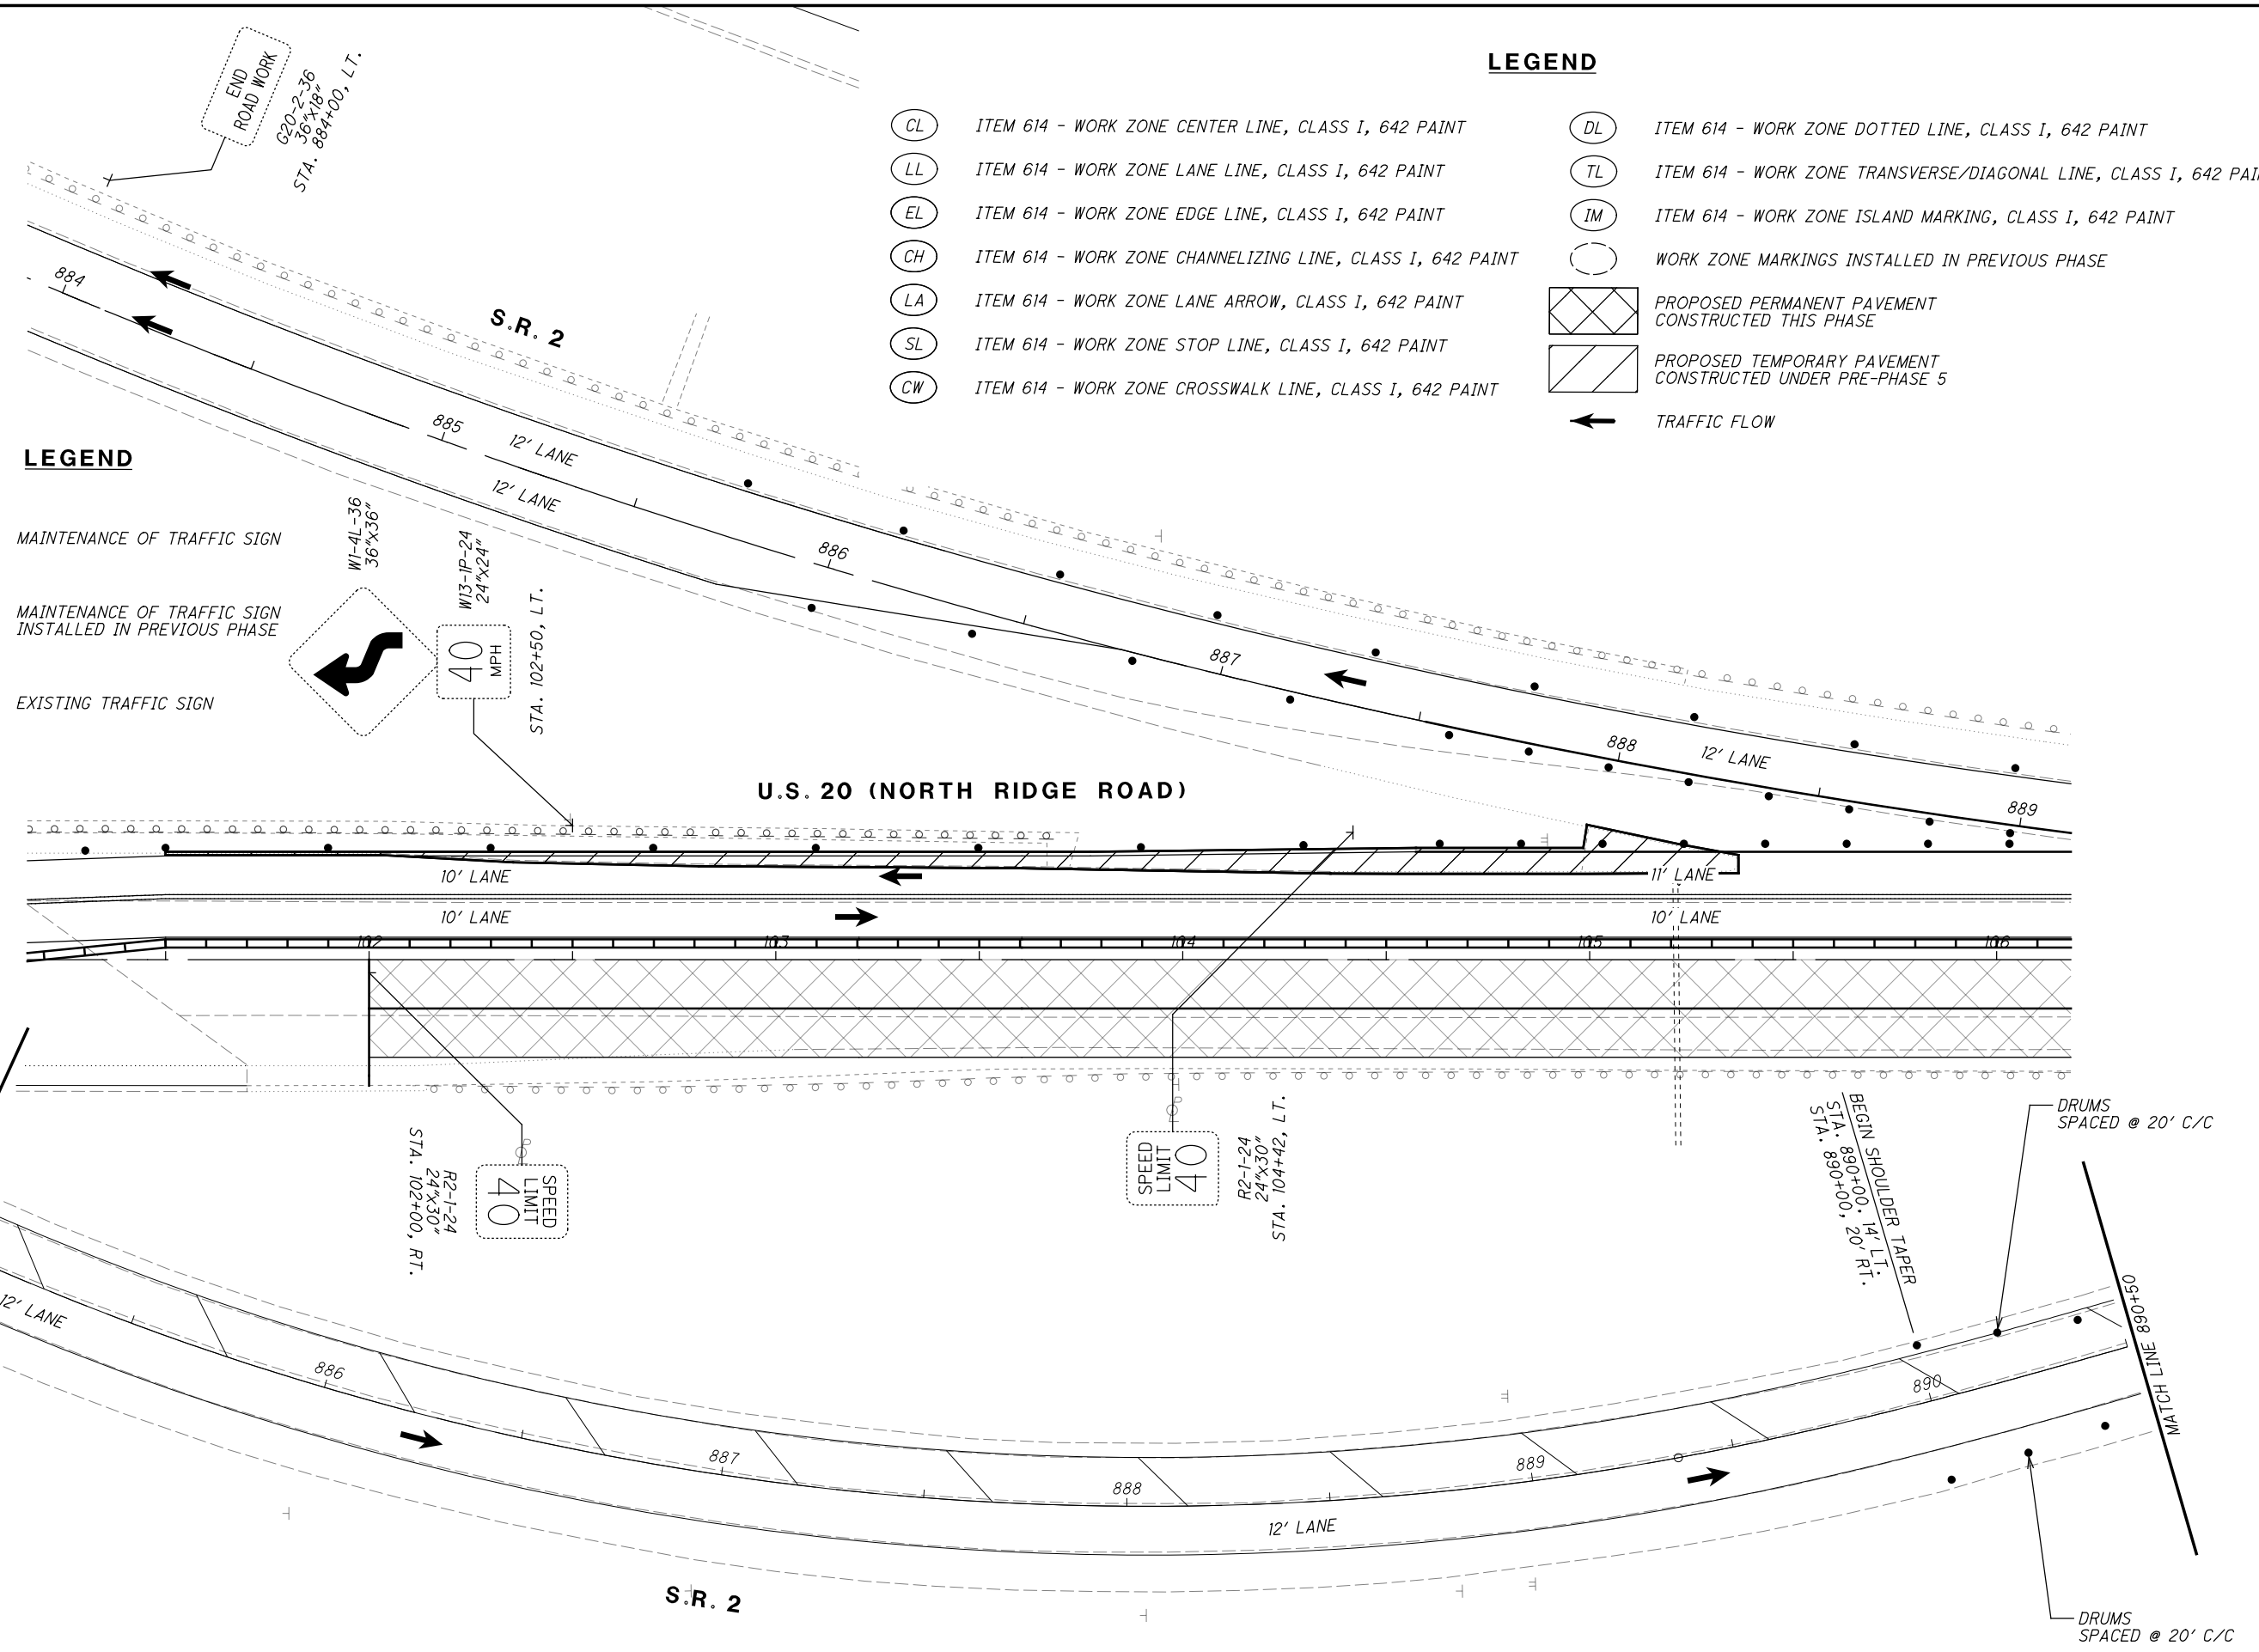 END
ROAD WORK
G20-2-36
36"X18"
STA. 884+00, LT.
LEGEND
CL ITEM 614 - WORK ZONE CENTER LINE, CLASS I, 642 PAINT
LL ITEM 614 - WORK ZONE LANE LINE, CLASS I, 642 PAINT
EL ITEM 614 - WORK ZONE EDGE LINE, CLASS I, 642 PAINT
CH ITEM 614 - WORK ZONE CHANNELIZING LINE, CLASS I, 642 PAINT
LA ITEM 614 - WORK ZONE LANE ARROW, CLASS I, 642 PAINT
SL ITEM 614 - WORK ZONE STOP LINE, CLASS I, 642 PAINT
CW ITEM 614 - WORK ZONE CROSSWALK LINE, CLASS I, 642 PAINT
DL ITEM 614 - WORK ZONE DOTTED LINE, CLASS I, 642 PAINT
TL ITEM 614 - WORK ZONE TRANSVERSE/DIAGONAL LINE, CLASS I, 642
IM ITEM 614 - WORK ZONE ISLAND MARKING, CLASS I, 642 PAINT
WORK ZONE MARKINGS INSTALLED IN PREVIOUS PHASE
PROPOSED PERMANENT PAVEMENT
CONSTRUCTED THIS PHASE
PROPOSED TEMPORARY PAVEMENT
CONSTRUCTED UNDER PRE-PHASE 5
TRAFFIC FLOW
884
S.R. 2
885
12' LANE
12' LANE
886
887
888
12' LANE
889
LEGEND
MAINTENANCE OF TRAFFIC SIGN
MAINTENANCE OF TRAFFIC SIGN
INSTALLED IN PREVIOUS PHASE
EXISTING TRAFFIC SIGN
W1-4L-36
36"X36"
W13-1P-24
24"X24"
40
MPH
STA. 102+50, LT.
U.S. 20 (NORTH RIDGE ROAD)
10' LANE
11' LANE
10' LANE
10' LANE
102
103
104
105
106
STA. 102+00, RT.
24"X30"
R2-1-24
SPEED
LIMIT
40
SPEED
LIMIT
40
R2-1-24
24"X30"
STA. 104+42, LT.
BEGIN SHOULDER TAPER
STA. 890+00, 14' LT.
STA. 890+00, 20' RT.
DRUMS
SPACED @ 20' C/C
MATCH LINE 890+50
12' LANE
886
887
888
889
890
12' LANE
S.R. 2
DRUMS
SPACED @ 20' C/C